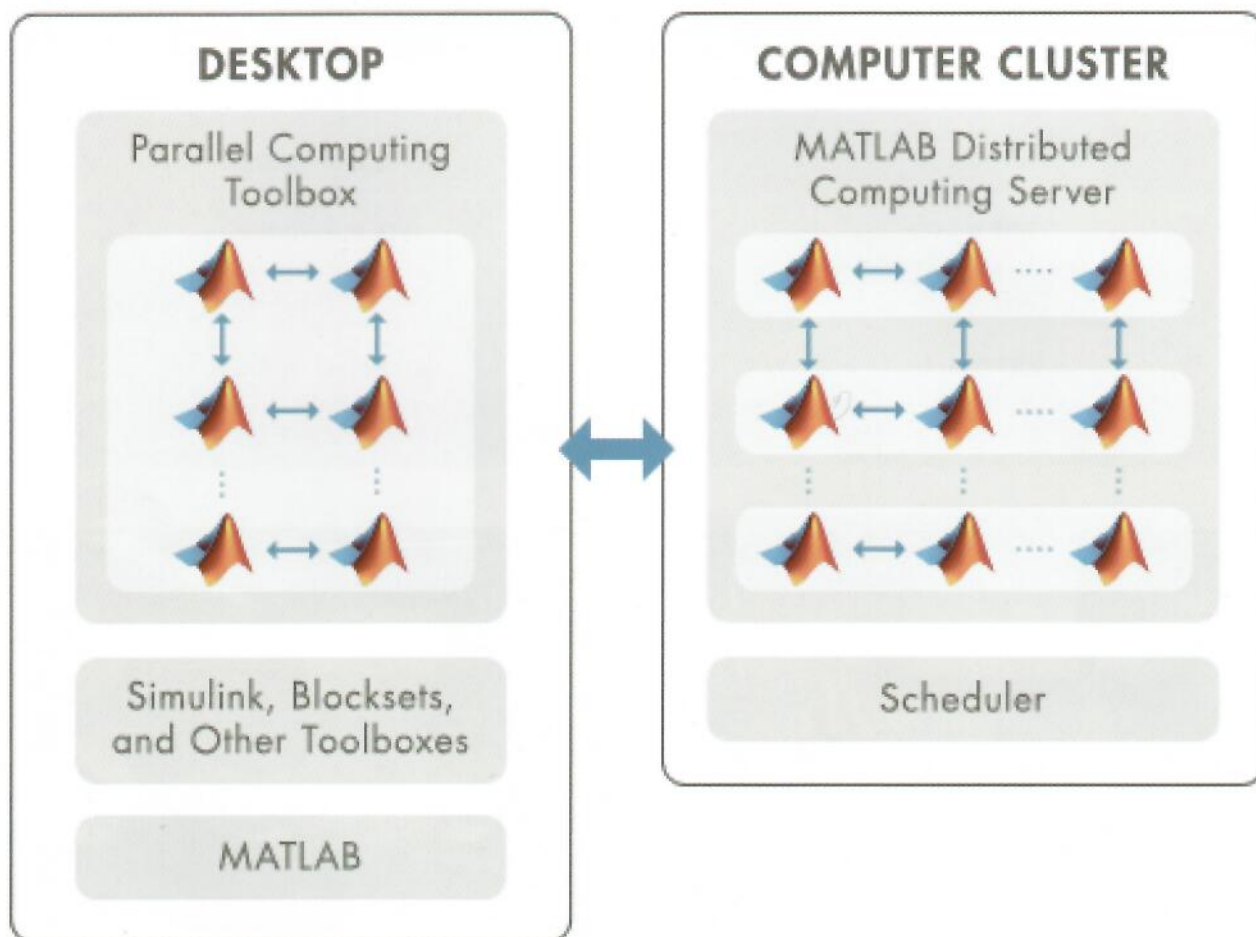 DESKTOP
Parallel Computing
Toolbox
Simulink, Blocksets,
and Other Toolboxes
MATLAB
COMPUTER CLUSTER
MATLAB Distributed
Computing Server
Scheduler